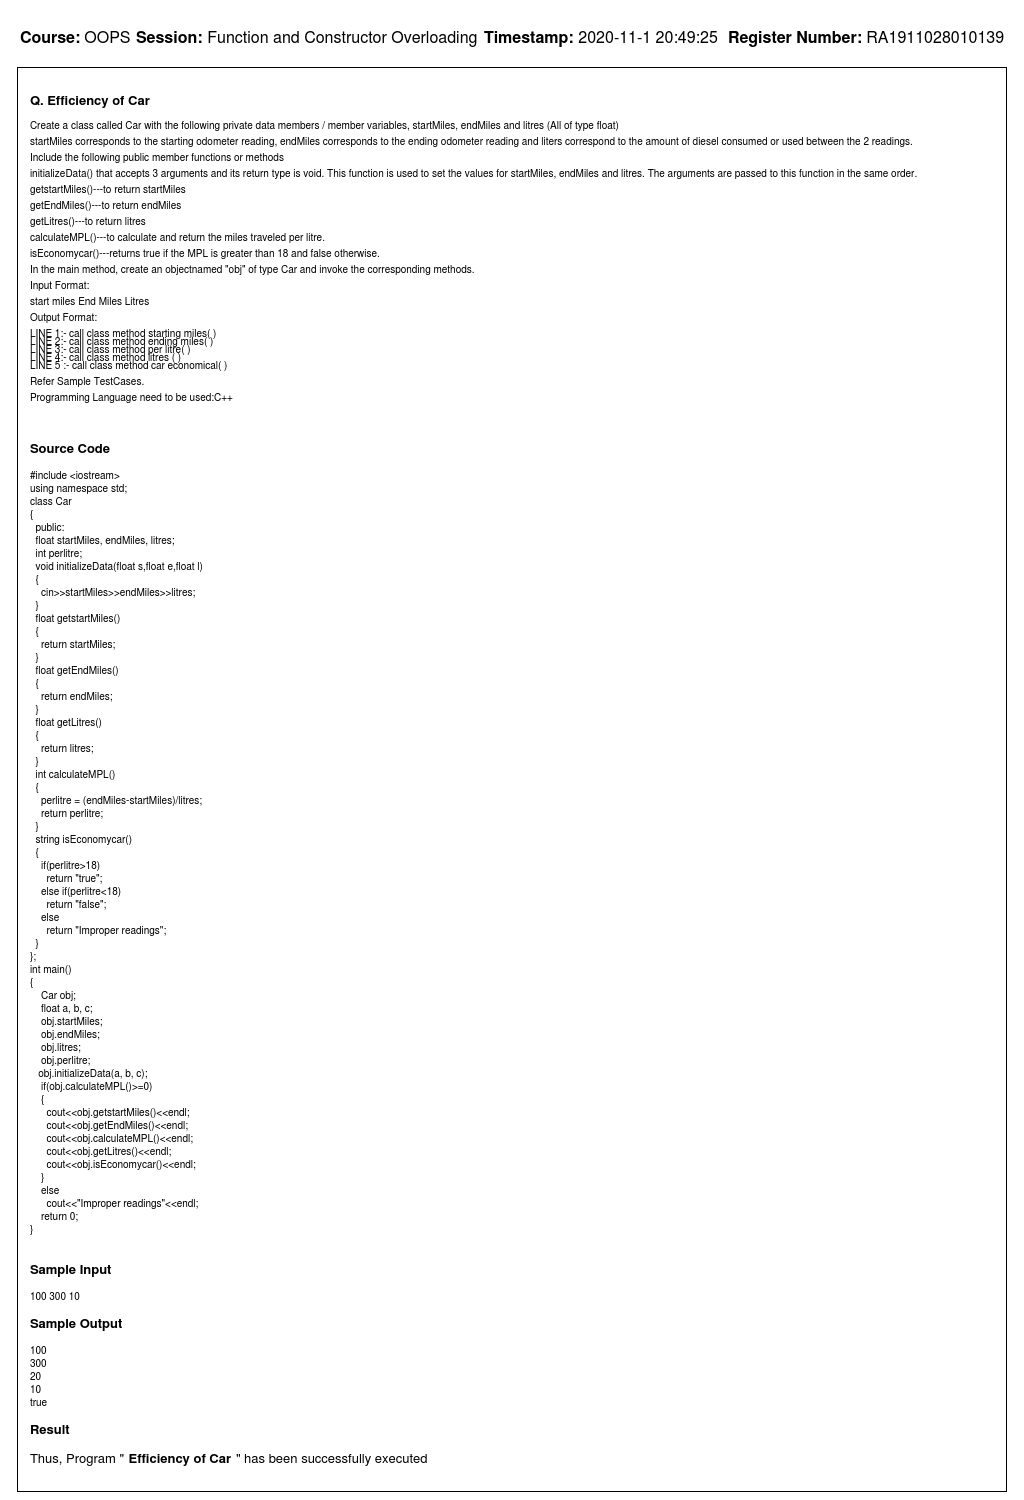 Course: OOPS Session: Function and Constructor Overloading Timestamp: 2020-11-1 20:49:25 Register Number: RA1911028010139
Q. Efficiency of Car
Create a class called Car with the following private data members / member variables, startMiles, endMiles and litres (All of type float)
startMiles corresponds to the starting odometer reading, endMiles corresponds to the ending odometer reading and liters correspond to the amount of diesel consumed or used between the 2 readings.
Include the following public member functions or methods
initializeData() that accepts 3 arguments and its return type is void. This function is used to set the values for startMiles, endMiles and litres. The arguments are passed to this function in the same order.
getstartMiles()---to return startMiles
getEndMiles()---to return endMiles
getLitres()---to return litres
calculateMPL()---to calculate and return the miles traveled per litre.
isEconomycar()---returns true if the MPL is greater than 18 and false otherwise.
In the main method, create an objectnamed "obj" of type Car and invoke the corresponding methods.
Input Format:
start miles End Miles Litres
Output Format:
LINE 1:- call class method starting miles( )
LINE 2:- call class method ending miles( )
LINE 3:- call class method per litre( )
LINE 4:- call class method litres ( )
LINE 5 :- call class method car economical( )
Refer Sample TestCases.
Programming Language need to be used:C++
Source Code
#include <iostream>
using namespace std;
class Car
{
  public:
  float startMiles, endMiles, litres;
  int perlitre;
  void initializeData(float s,float e,float l)
  {
    cin>>startMiles>>endMiles>>litres;
  }
  float getstartMiles()
  {
    return startMiles;
  }
  float getEndMiles()
  {
    return endMiles;
  }
  float getLitres()
  {
    return litres;
  }
  int calculateMPL()
  {
    perlitre = (endMiles-startMiles)/litres;
    return perlitre;
  }
  string isEconomycar()
  {
    if(perlitre>18)
      return "true";
    else if(perlitre<18)
      return "false";
    else
      return "Improper readings";
  }
};
int main()
{
    Car obj;
    float a, b, c;
    obj.startMiles;
    obj.endMiles;
    obj.litres;
    obj.perlitre;
   obj.initializeData(a, b, c);
    if(obj.calculateMPL()>=0)
    {
      cout<<obj.getstartMiles()<<endl;
      cout<<obj.getEndMiles()<<endl;
      cout<<obj.calculateMPL()<<endl;
      cout<<obj.getLitres()<<endl;
      cout<<obj.isEconomycar()<<endl;
    }
    else
      cout<<"Improper readings"<<endl;
    return 0;
}
Sample Input
100 300 10
Sample Output
100
300
20
10
true
Result
Thus, Program " Efficiency of Car " has been successfully executed